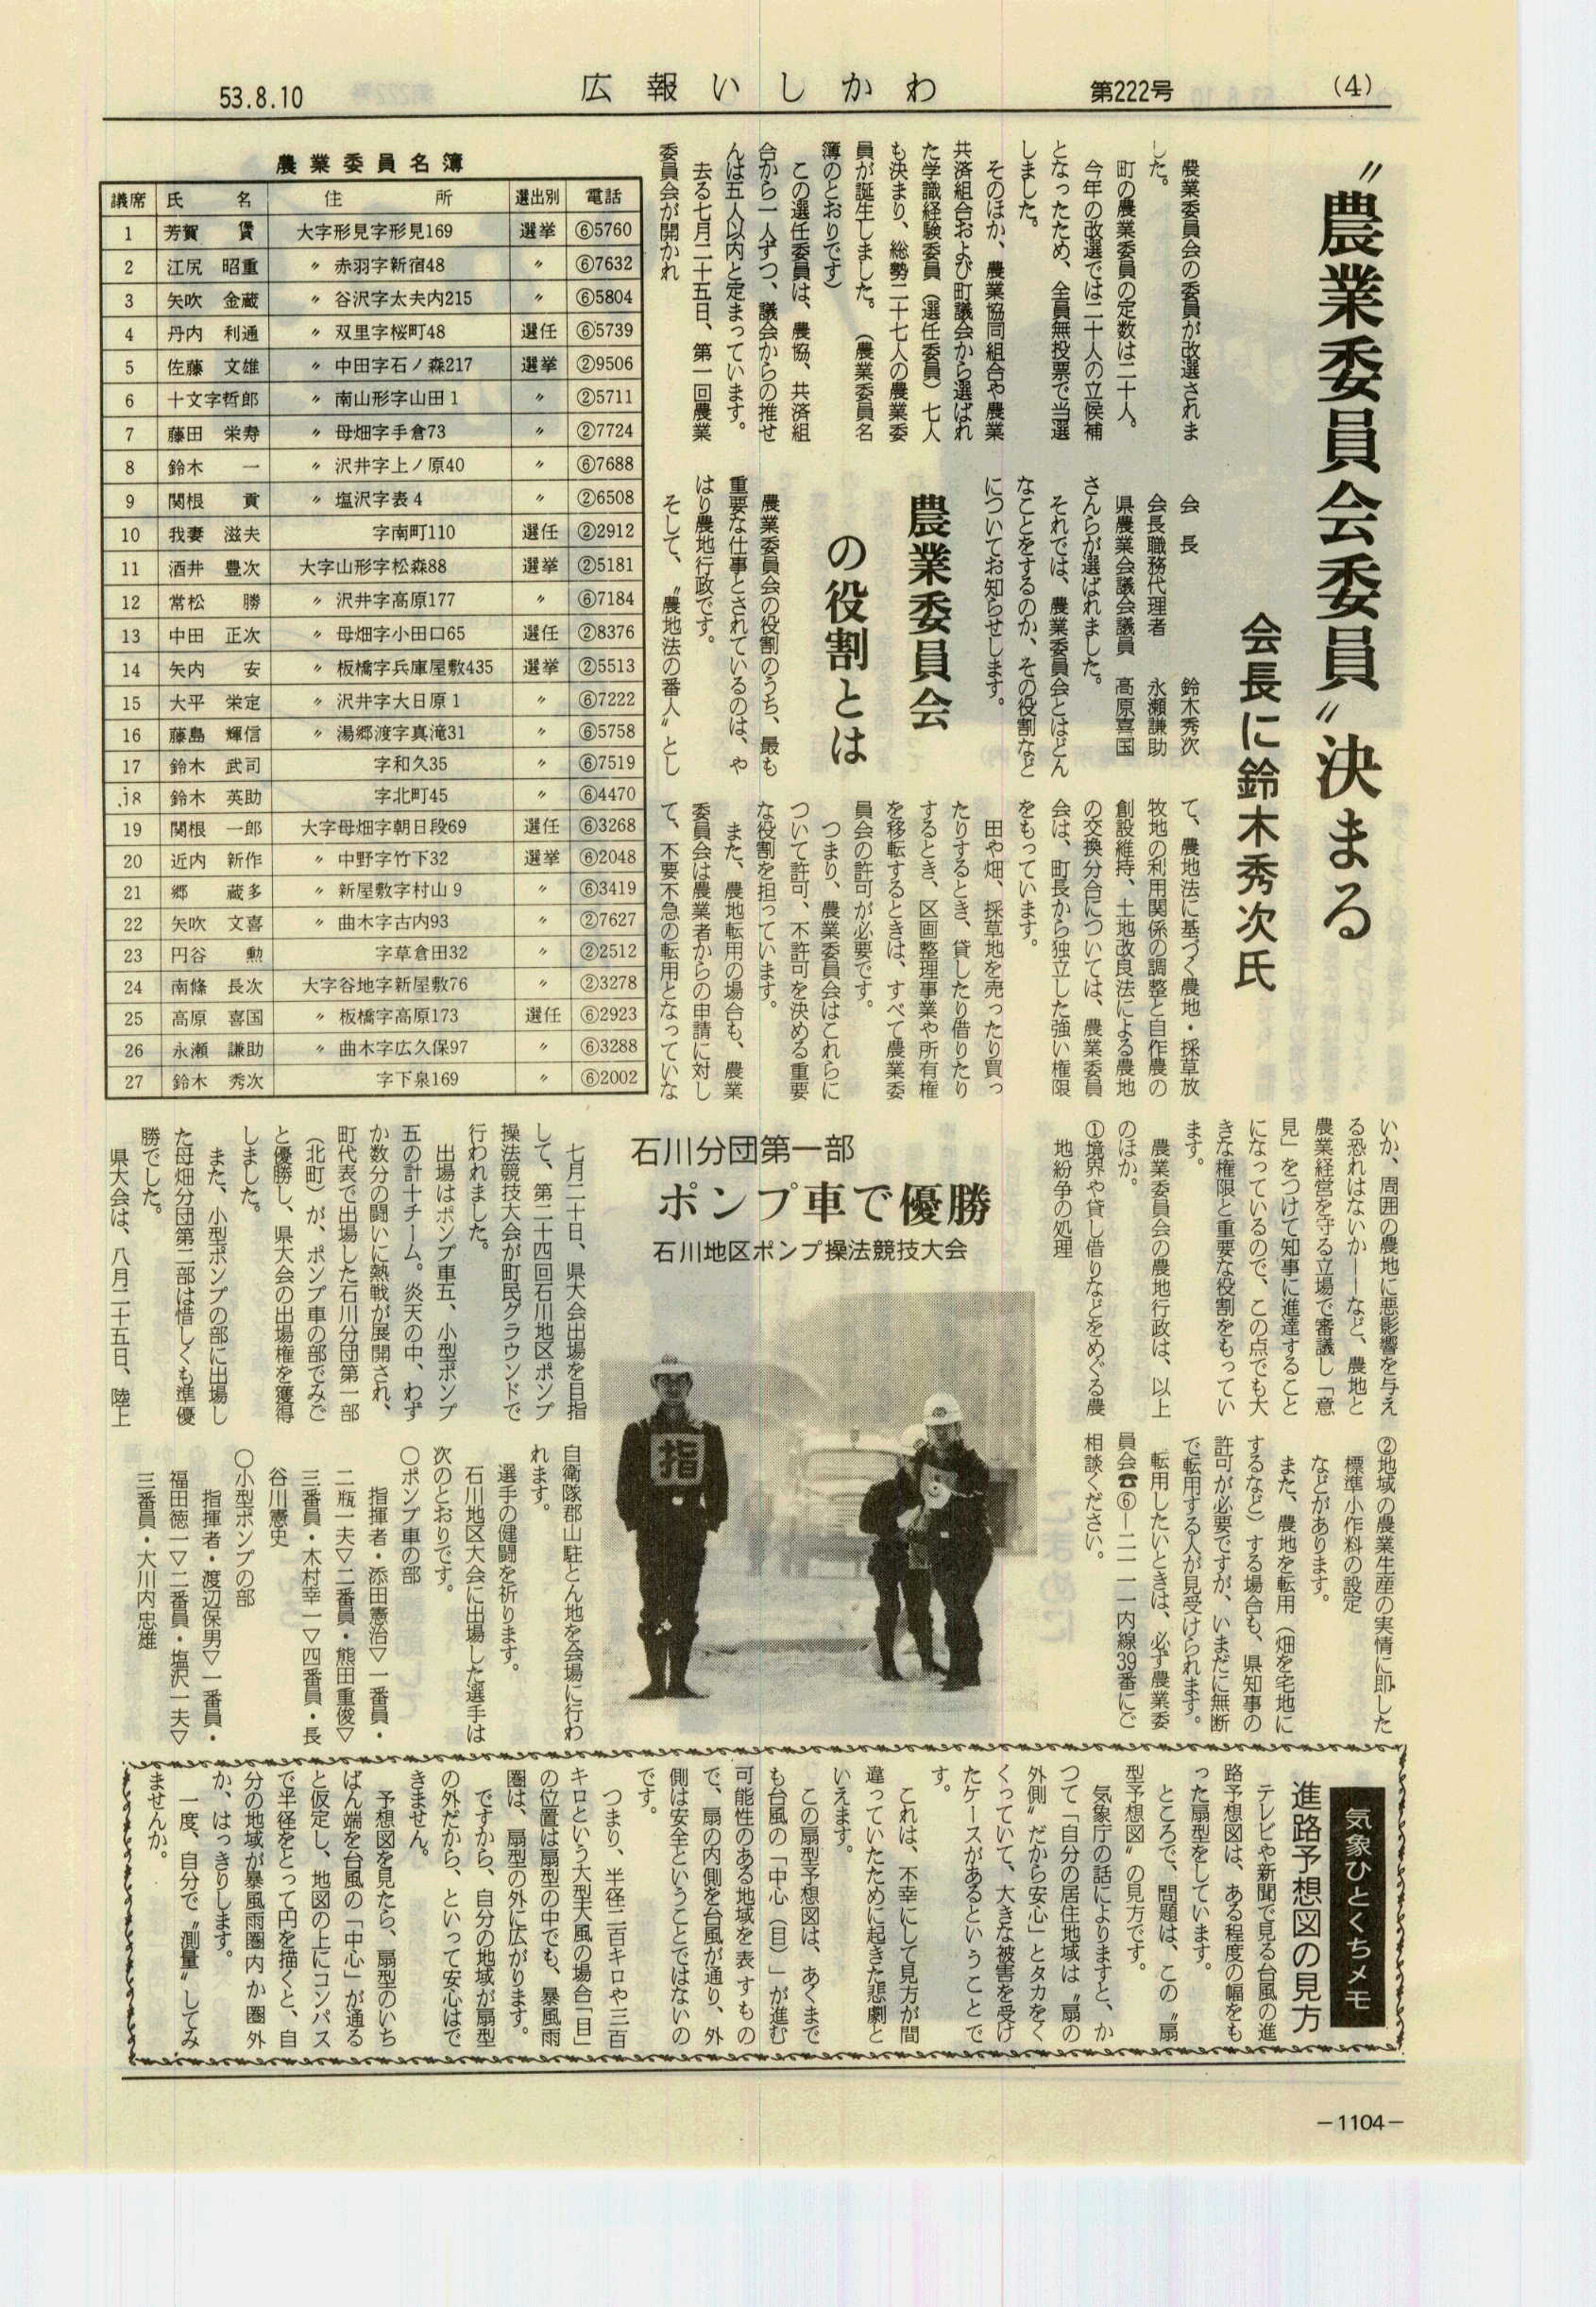 53.8.10
広報いしかわ
第222号
(4)
〝農業委員会委員〟決まる
会長に鈴木秀次氏
農業委員会の委員が改選されま
した。
町の農業委員の定数は二十人。
今年の改選では二十人の立候補
となったため、全員無投票で当選
しました。
そのほか、農業協同組合や農業
共済組合および町議会から選ばれ
た学識経験委員（選任委員）七人
も決まり、総勢二十七人の農業委
員が誕生しました。（農業委員名
簿のとおりです）
この選任委員は、農協、共済組
合から一人ずつ、議会からの推せ
んは五人以内と定まっています。
去る七月二十五日、第一回農業
委員会が開かれ
会　長　鈴木秀次
会長職務代理者　永瀬謙助
県農業会議会議員　高原喜国
さんらが選ばれました。
それでは、農業委員会とはどん
なことをするのか、その役割など
についてお知らせします。
農業委員会
の役割とは
農業委員会の役割のうち、最も
重要な仕事とされているのは、や
はり農地行政です。
そして、〝農地法の番人〟とし
て、農地法に基づく農地・採草放
牧地の利用関係の調整と自作農の
創設維持、土地改良法による農地
の交換分合については、農業委員
会は、町長から独立した強い権限
をもっています。
田や畑、採草地を売ったり買っ
たりするとき、貸したり借りたり
するとき、区画整理事業や所有権
を移転するときは、すべて農業委
員会の許可が必要です。
つまり、農業委員会はこれらに
ついて許可、不許可を決める重要
な役割を担っています。
また、農地転用の場合も、農業
委員会は農業者からの申請に対し
て、不要不急の転用となっていな
いか、周囲の農地に悪影響を与え
る恐れはないか――など、農地と
農業経営を守る立場で審議し「意
見」をつけて知事に進達すること
になっているので、この点でも大
きな権限と重要な役割をもってい
ます。
農業委員会の農地行政は、以上
のほか。
①境界や貸し借りなどをめぐる農
地紛争の処理
②地域の農業生産の実情に即した
標準小作料の設定
などがあります。
また、農地を転用（畑を宅地に
するなど）する場合も、県知事の
許可が必要ですが、いまだに無断
で転用する人が見受けられます。
転用したいときは、必ず農業委
員会☎⑥－二一一一内線39番にご
相談ください。
農業委員名簿
議席　氏名　住所　選出別　電話
1　芳賀　貰　大字形見字形見169　選挙　⑥5760
2　江尻　昭重　〃　赤羽字新宿48　〃　⑥7632
3　矢吹　金蔵　〃　谷沢字太夫内215　〃　⑥5804
4　丹内　利通　〃　双里字桜町48　選任　⑥5739
5　佐藤　文雄　〃　中田字石ノ森217　選挙　②9506
6　十文字哲郎　〃　南山形字山田1　〃　②5711
7　藤田　栄寿　〃　母畑字手倉73　〃　②7724
8　鈴木　一　〃　沢井字上ノ原40　〃　⑥7688
9　関根　貢　〃　塩沢字表4　〃　②6508
10　我妻　滋夫　字南町110　選任　②2912
11　酒井　豊次　大字山形字松森88　選挙　②5181
12　常松　勝　〃　沢井字高原177　〃　⑥7184
13　中田　正次　〃　母畑字小田口65　選任　②8376
14　矢内　安　〃　板橋字兵庫屋敷435　選挙　②5513
15　大平　栄定　〃　沢井字大日原1　〃　⑥7222
16　藤島　輝信　〃　湯郷渡字真滝31　〃　⑥5758
17　鈴木　武司　字和久35　〃　⑥7519
18　鈴木　英助　字北町45　〃　⑥4470
19　関根　一郎　大字母畑字朝日段69　選任　⑥3268
20　近内　新作　〃　中野字竹下32　選挙　⑥2048
21　郷　蔵多　〃　新屋敷字村山9　〃　⑥3419
22　矢吹　文喜　〃　曲木字古内93　〃　②7627
23　円谷　勲　字草倉田32　〃　②2512
24　南條　長次　大字谷地字新屋敷76　〃　②3278
25　高原　喜国　〃　板橋字高原173　選任　⑥2923
26　永瀬　謙助　〃　曲木字広久保97　〃　⑥3288
27　鈴木　秀次　字下泉169　〃　⑥2002
石川分団第一部
ポンプ車で優勝
石川地区ポンプ操法競技大会
指
七月二十日、県大会出場を目指
して、第二十四回石川地区ポンプ
操法競技大会が町民グラウンドで
行われました。
出場はポンプ車五、小型ポンプ
五の計十チーム。炎天の中、わず
か数分の闘いに熱戦が展開され、
町代表で出場した石川分団第一部
（北町）が、ポンプ車の部でみご
と優勝し、県大会の出場権を獲得
しました。
また、小型ポンプの部に出場し
た母畑分団第二部は惜しくも準優
勝でした。
県大会は、八月二十五日、陸上
自衛隊郡山駐とん地を会場に行わ
れます。
選手の健闘を祈ります。
石川地区大会に出場した選手は
次のとおりです。
○ポンプ車の部
指揮者・添田憲治▽一番員・
二瓶一夫▽二番員・熊田重俊▽
三番員・木村幸一▽四番員・長
谷川憲史
○小型ポンプの部
指揮者・渡辺保男▽一番員・
福田徳一▽二番員・塩沢一夫▽
三番員・大川内忠雄
気象ひとくちメモ
進路予想図の見方
テレビや新聞で見る台風の進
路予想図は、ある程度の幅をも
った扇型をしています。
ところで、問題は、この〝扇
型予想図〟の見方です。
気象庁の話によりますと、か
つて「自分の居住地域は〝扇の
外側〟だから安心」とタカをく
くっていて、大きな被害を受け
たケースがあるということで
す。
これは、不幸にして見方が間
違っていたために起きた悲劇と
いえます。
この扇型予想図は、あくまで
も台風の「中心（目）」が進む
可能性のある地域を表すもの
で、扇の内側を台風が通り、外
側は安全ということではないの
です。
つまり、半径二百キロや三百
キロという大型大風の場合「目」
の位置は扇型の中でも、暴風雨
圏は、扇型の外に広がります。
ですから、自分の地域が扇型
の外だから、といって安心はで
きません。
予想図を見たら、扇型のいち
ばん端を台風の「中心」が通る
と仮定し、地図の上にコンパス
で半径をとって円を描くと、自
分の地域が暴風雨圏内か圏外
か、はっきりします。
一度、自分で〝測量〟してみ
ませんか。
－1104－